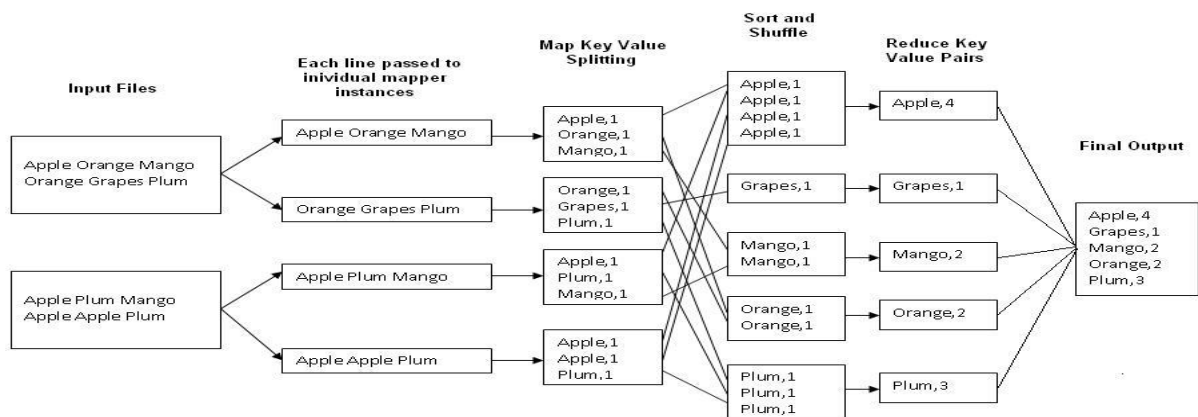 Input Files
Apple Orange Mango
Orange Grapes Plum
Apple Plum Mango
Apple Apple Plum
Each line passed to
inividual mapper
instances
Apple Orange Mango
Orange Grapes Plum
Apple Plum Mango
Apple Apple Plum
Map Key Value
Splitting
Apple,1
Orange,1
Mango,1
Orange,1
Grapes,1
Plum,1
Apple,1
Plum,1
Mango,1
Apple,1
Apple,1
Plum,1
Sort and
Shuffle
Apple,1
Apple,1
Apple,1
Apple,1
Grapes,1
Mango,1
Mango,1
Orange,1
Orange,1
Plum,1
Plum,1
Plum,1
Reduce Key
Value Pairs
Apple,4
Grapes,1
Mango,2
Orange,2
Plum,3
Final Output
Apple,4
Grapes,1
Mango,2
Orange,2
Plum,3